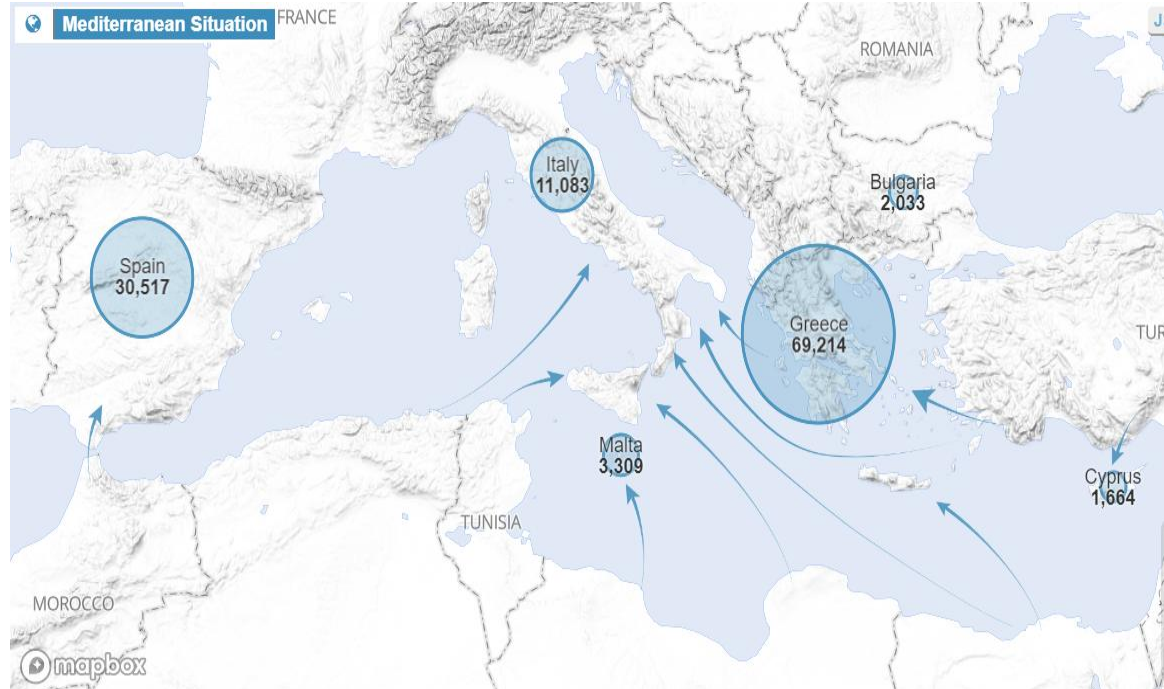 Mediterranean Situation
FRANCE
J
ROMANIA
Italy
11,083
Bulgaria
2,033
Spain
30,517
Greece
69,214
TUR
Malta
3,309
Cyprus
1,664
TUNISIA
MOROCCO
mapbox